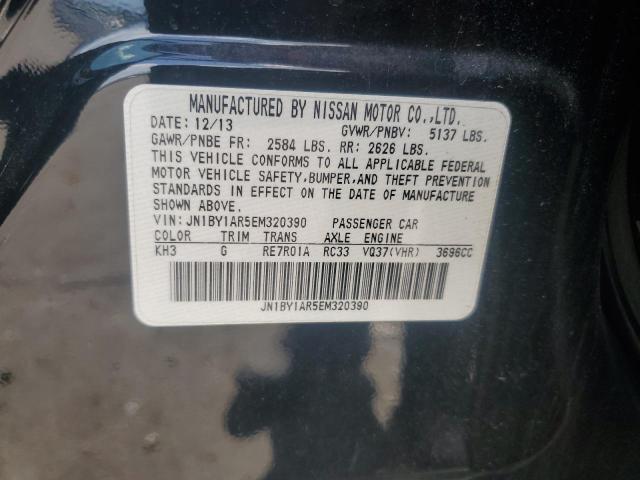 MANUFACTURED BY NISSAN MOTOR CO.,LTD.
DATE: 12/13 GVWR/PNBV: 5137 LBS.
GAWR/PNBE FR: 2584 LBS. RR: 2626 LBS.
THIS VEHICLE CONFORMS TO ALL APPLICABLE FEDERAL
MOTOR VEHICLE SAFETY,BUMPER,AND THEFT PREVENTION
STANDARDS IN EFFECT ON THE DATE OF MANUFACTURE
SHOWN ABOVE.
VIN: JN1BY1AR5EM320390 PASSENGER CAR
COLOR TRIM TRANS AXLE ENGINE
KH3 G RE7R01A RC33 VQ37(VHR) 3696CC
JN1BY1AR5EM320390